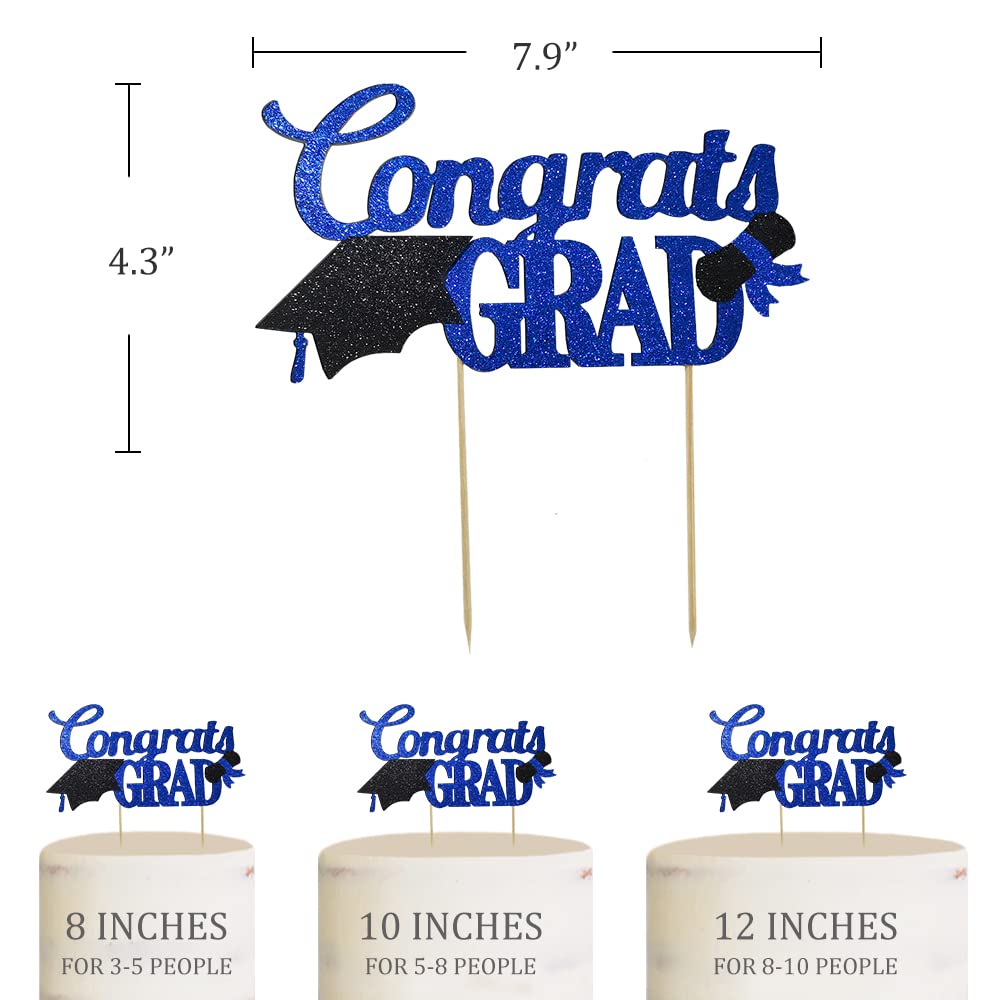 7.9”
4.3”
Congrats
GRAD
Congrats
GRAD
Congrats
GRAD
Congrats
GRAD
8 INCHES
FOR 3-5 PEOPLE
10 INCHES
FOR 5-8 PEOPLE
12 INCHES
FOR 8-10 PEOPLE